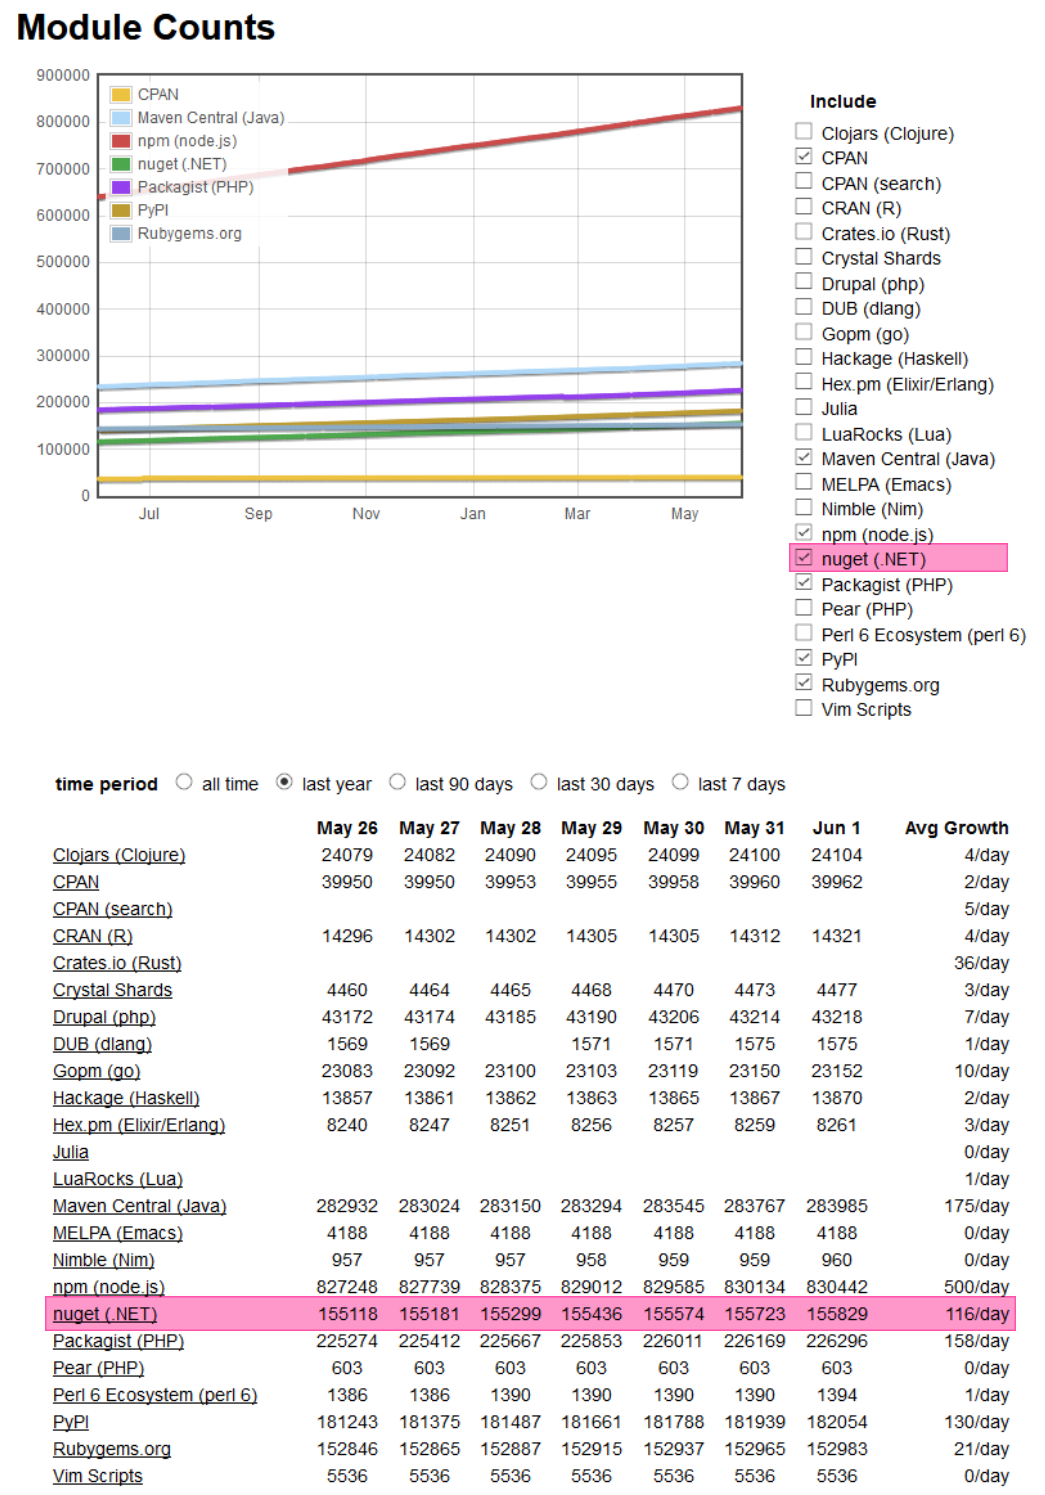 Module Counts
900000
800000
700000
600000
500000
400000
300000
200000
100000
0
CPAN
Maven Central (Java)
npm (node.js)
nuget (.NET)
Packagist (PHP)
PyPI
Rubygems.org
Jul Sep Nov Jan Mar May
Include
Clojars (Clojure)
CPAN
CPAN (search)
CRAN (R)
Crates.io (Rust)
Crystal Shards
Drupal (php)
DUB (dlang)
Gopm (go)
Hackage (Haskell)
Hex.pm (Elixir/Erlang)
Julia
LuaRocks (Lua)
Maven Central (Java)
MELPA (Emacs)
Nimble (Nim)
npm (node.js)
nuget (.NET)
Packagist (PHP)
Pear (PHP)
Perl 6 Ecosystem (perl 6)
PyPI
Rubygems.org
Vim Scripts
time period all time last year last 90 days last 30 days last 7 days
May 26 May 27 May 28 May 29 May 30 May 31 Jun 1 Avg Growth
Clojars (Clojure) 24079 24082 24090 24095 24099 24100 24104 4/day
CPAN 39950 39950 39953 39955 39958 39960 39962 2/day
CPAN (search) 5/day
CRAN (R) 14296 14302 14302 14305 14305 14312 14321 4/day
Crates.io (Rust) 36/day
Crystal Shards 4460 4464 4465 4468 4470 4473 4477 3/day
Drupal (php) 43172 43174 43185 43190 43206 43214 43218 7/day
DUB (dlang) 1569 1569 1571 1571 1575 1575 1/day
Gopm (go) 23083 23092 23100 23103 23119 23150 23152 10/day
Hackage (Haskell) 13857 13861 13862 13863 13865 13867 13870 2/day
Hex.pm (Elixir/Erlang) 8240 8247 8251 8256 8257 8259 8261 3/day
Julia 0/day
LuaRocks (Lua) 1/day
Maven Central (Java) 282932 283024 283150 283294 283545 283767 283985 175/day
MELPA (Emacs) 4188 4188 4188 4188 4188 4188 4188 0/day
Nimble (Nim) 957 957 957 958 959 959 960 0/day
npm (node.js) 827248 827739 828375 829012 829585 830134 830442 500/day
nuget (.NET) 155118 155181 155299 155436 155574 155723 155829 116/day
Packagist (PHP) 225274 225412 225667 225853 226011 226169 226296 158/day
Pear (PHP) 603 603 603 603 603 603 603 0/day
Perl 6 Ecosystem (perl 6) 1386 1386 1390 1390 1390 1390 1394 1/day
PyPI 181243 181375 181487 181661 181788 181939 182054 130/day
Rubygems.org 152846 152865 152887 152915 152937 152965 152983 21/day
Vim Scripts 5536 5536 5536 5536 5536 5536 5536 0/day